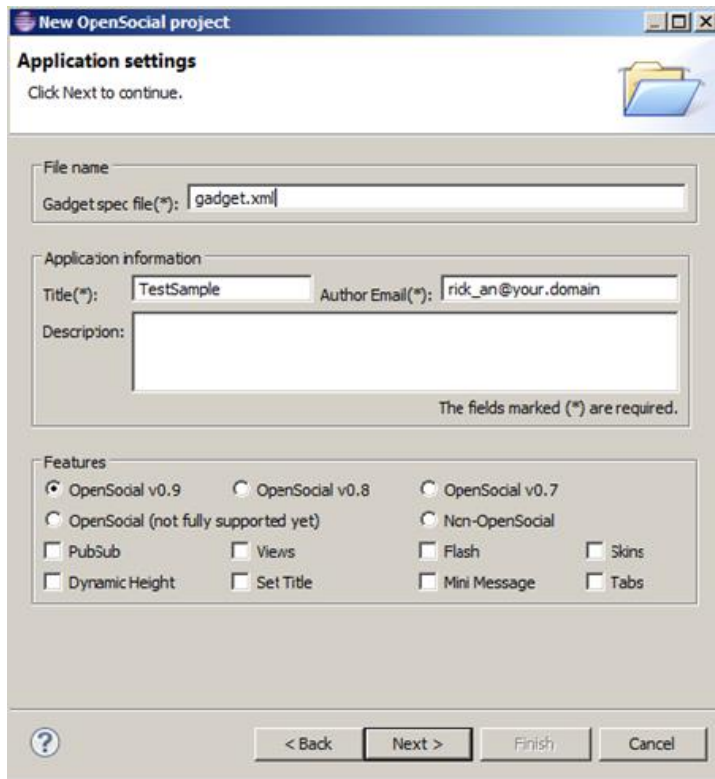 New OpenSocial project
Application settings
Click Next to continue.
File name
Gadget spec file(*): gadget.xml
Application information
Title(*): TestSample Author Email(*): rick_an@your.domain
Description:
The fields marked (*) are required.
Features
OpenSocial v0.9 OpenSocial v0.8 OpenSocial v0.7
OpenSocial (not fully supported yet) Non-OpenSocial
PubSub Views Flash Skins
Dynamic Height Set Title Mini Message Tabs
? < Back Next > Finish Cancel